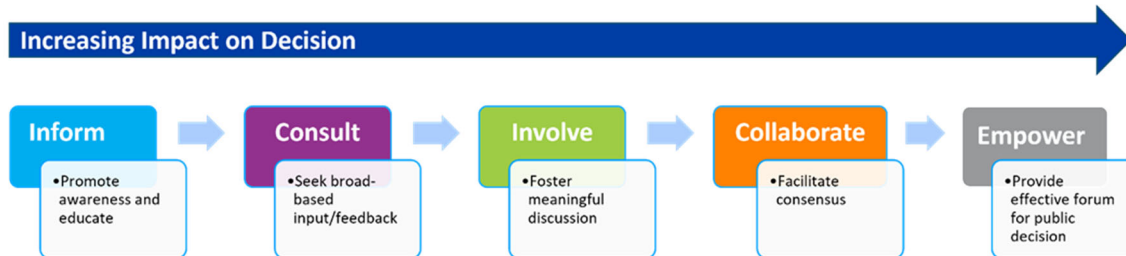 Increasing Impact on Decision
Inform
•Promote
awareness and
educate
Consult
•Seek broad-
based
input/feedback
Involve
•Foster
meaningful
discussion
Collaborate
•Facilitate
consensus
Empower
•Provide
effective forum
for public
decision